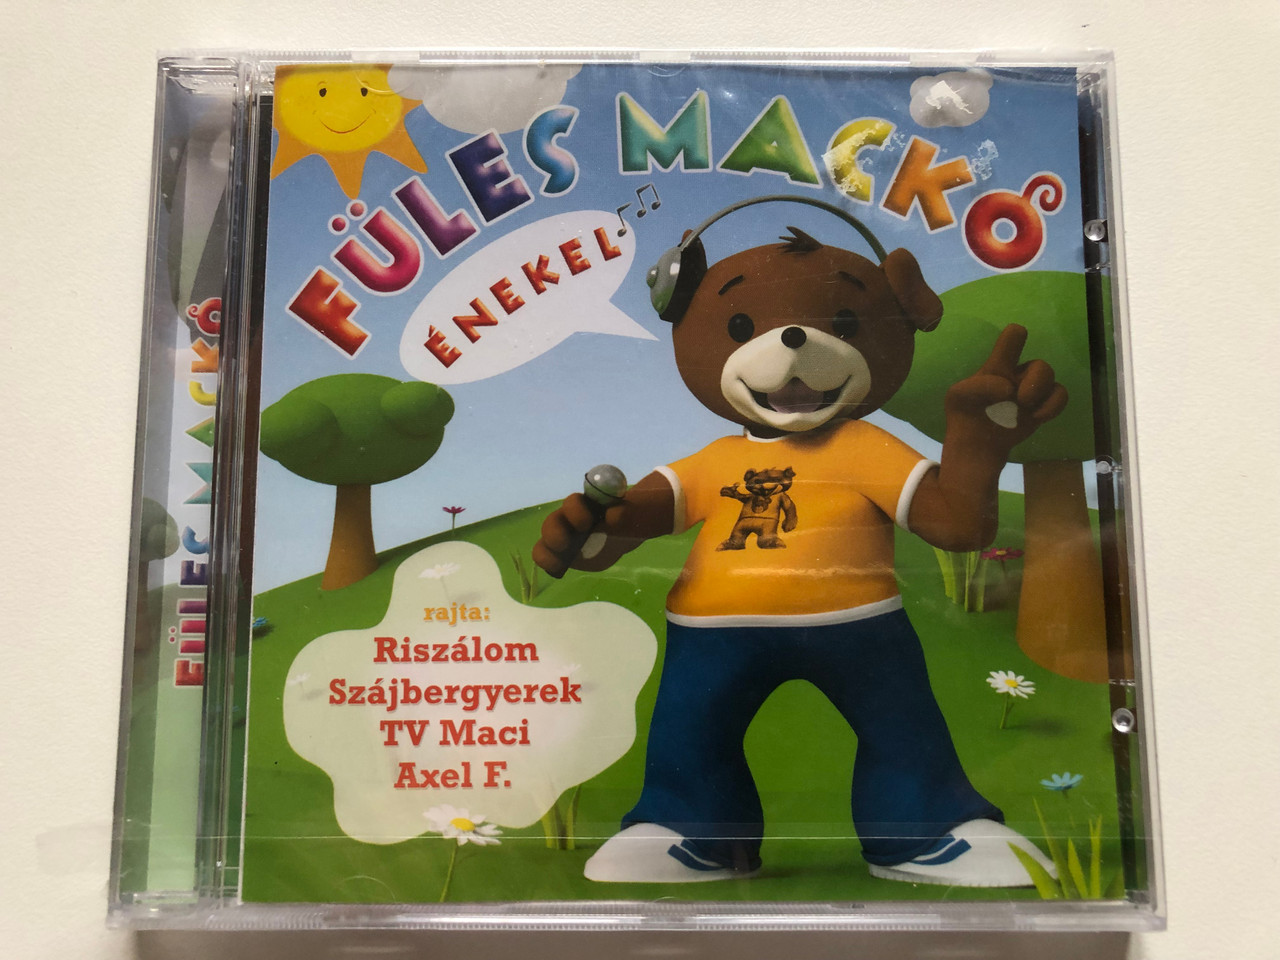 FÜLES MACKÓ
ÉNEKEL
rajta:
Riszálom
Szájbergyerek
TV Maci
Axel F.
FÜLES MACKÓ